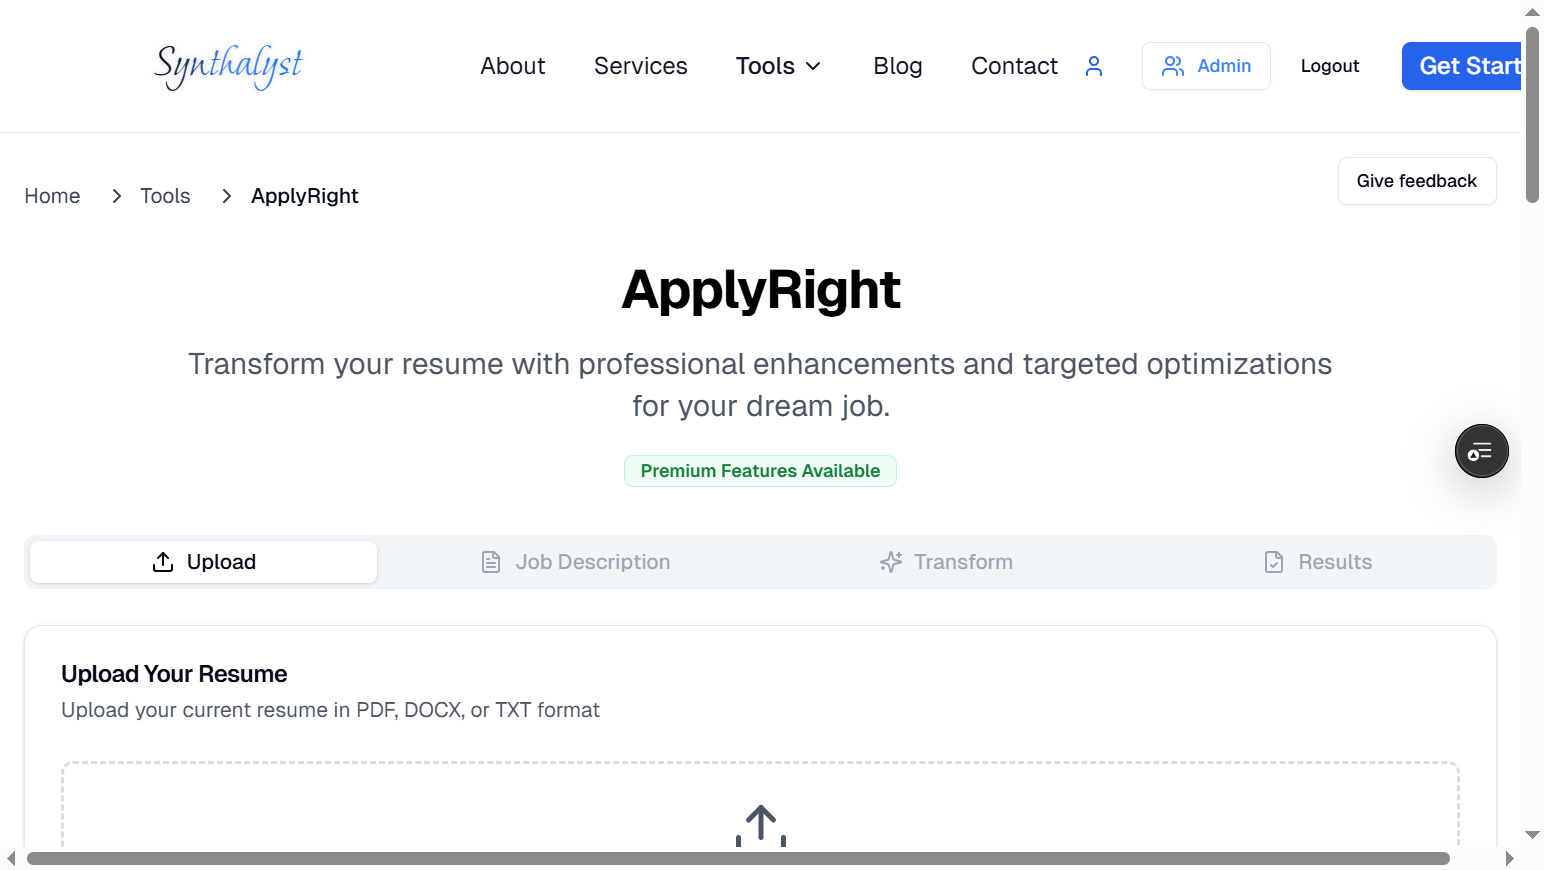 Synthalyst
About
Services
Tools
Blog
Contact
Admin
Logout
Get Start
Home
Tools
ApplyRight
Give feedback
ApplyRight
Transform your resume with professional enhancements and targeted optimizations
for your dream job.
Premium Features Available
Upload
Job Description
Transform
Results
Upload Your Resume
Upload your current resume in PDF, DOCX, or TXT format